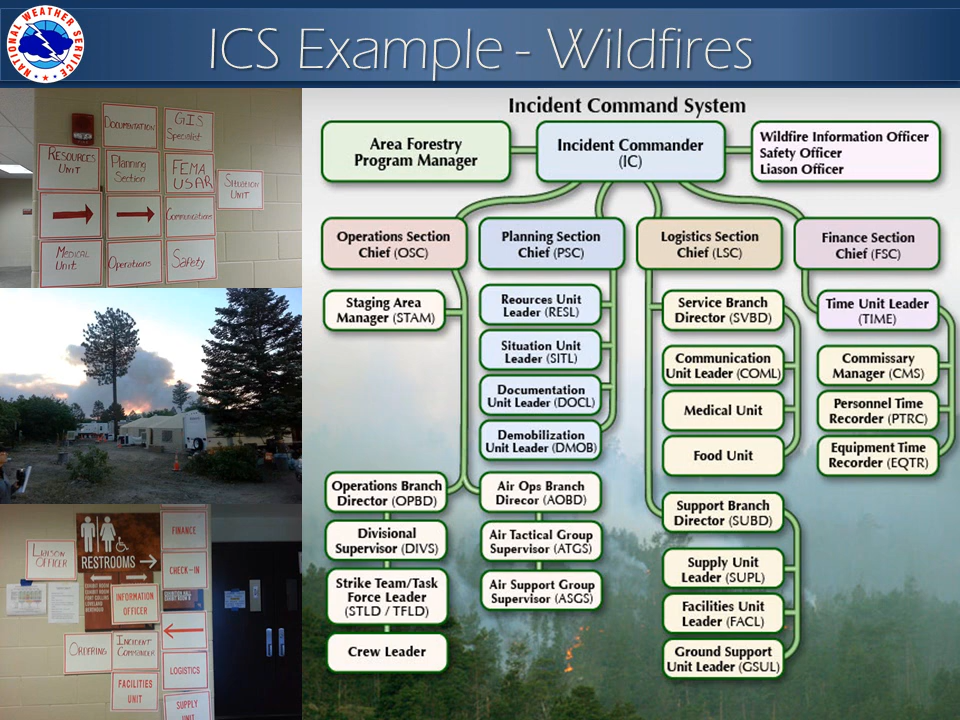 NATIONAL WEATHER SERVICE
ICS Example - Wildfires
DOCUMENTATION
GIS
Specialist
RESOURCES
UNIT
Planning
Section
FEMA
USAR
SITUATION
UNIT
Communications
MEDICAL
Unit
Operations
Safety
LIAISON
OFFICER
RESTROOMS
FINANCE
CHECK-IN
INFORMATION
OFFICER
ORDERING
INCIDENT
COMMANDER
LOGISTICS
FACILITIES
UNIT
SUPPLY
UNIT
Incident Command System
Area Forestry
Program Manager
Incident Commander
(IC)
Wildfire Information Officer
Safety Officer
Liason Officer
Operations Section
Chief (OSC)
Planning Section
Chief (PSC)
Logistics Section
Chief (LSC)
Finance Section
Chief (FSC)
Staging Area
Manager (STAM)
Reources Unit
Leader (RESL)
Situation Unit
Leader (SITL)
Documentation
Unit Leader (DOCL)
Demobilization
Unit Leader (DMOB)
Service Branch
Director (SVBD)
Communication
Unit Leader (COML)
Medical Unit
Food Unit
Time Unit Leader
(TIME)
Commissary
Manager (CMS)
Personnel Time
Recorder (PTRC)
Equipment Time
Recorder (EQTR)
Operations Branch
Director (OPBD)
Divisional
Supervisor (DIVS)
Strike Team/Task
Force Leader
(STLD / TFLD)
Crew Leader
Air Ops Branch
Direcor (AOBD)
Air Tactical Group
Supervisor (ATGS)
Air Support Group
Supervisor (ASGS)
Support Branch
Director (SUBD)
Supply Unit
Leader (SUPL)
Facilities Unit
Leader (FACL)
Ground Support
Unit Leader (GSUL)